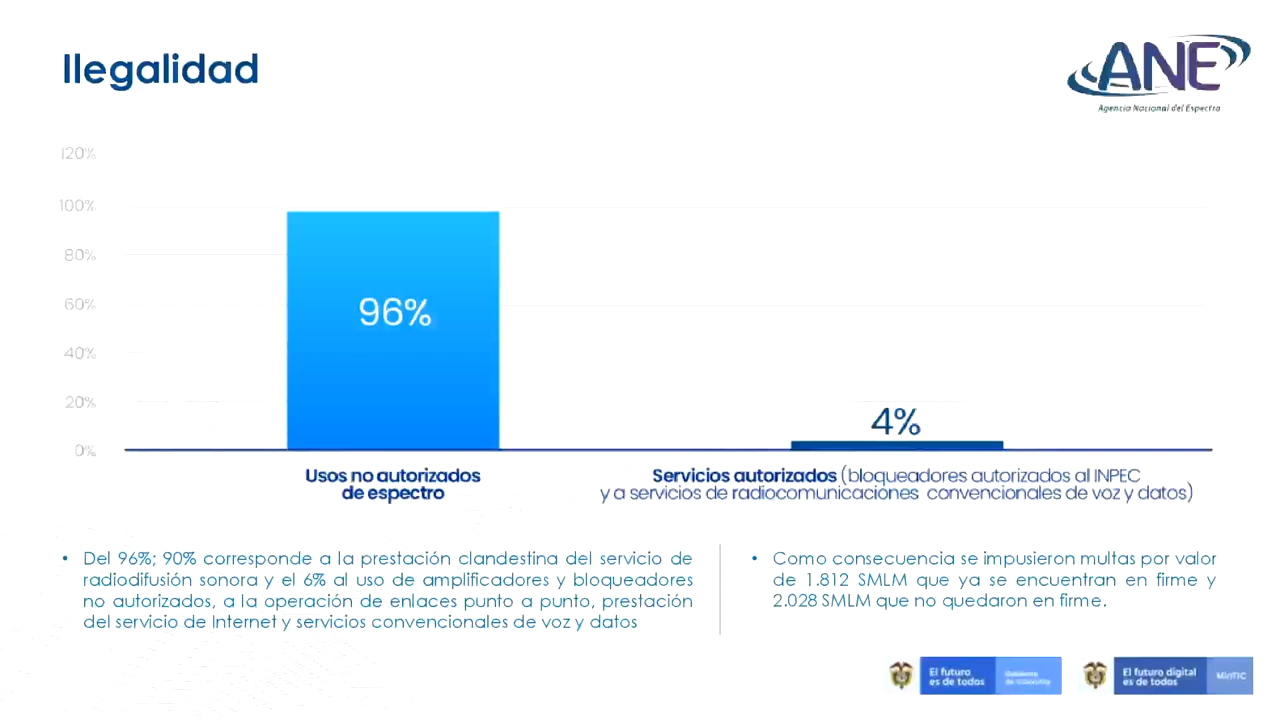 Ilegalidad
ANE
Agencia Nacional del Espectro
120%
100%
80%
60%
40%
20%
0%
96%
4%
Usos no autorizados
de espectro
Servicios autorizados (bloqueadores autorizados al INPEC
y a servicios de radiocomunicaciones convencionales de voz y datos)
• Del 96%; 90% corresponde a la prestación clandestina del servicio de
radiodifusión sonora y el 6% al uso de amplificadores y bloqueadores
no autorizados, a la operación de enlaces punto a punto, prestación
del servicio de Internet y servicios convencionales de voz y datos
• Como consecuencia se impusieron multas por valor
de 1.812 SMLM que ya se encuentran en firme y
2.028 SMLM que no quedaron en firme.
El futuro
es de todos
Gobierno
de Colombia
El futuro digital
es de todos
MinTIC